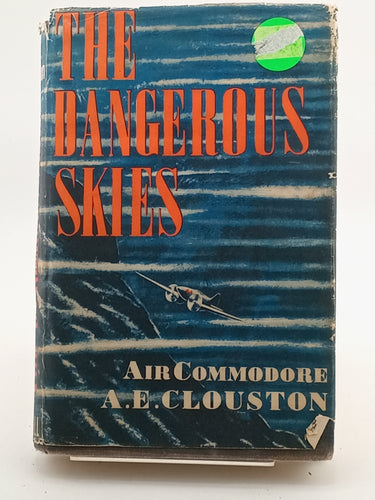 THE
DANGEROUS
SKIES
AIR COMMODORE
A.E. CLOUSTON